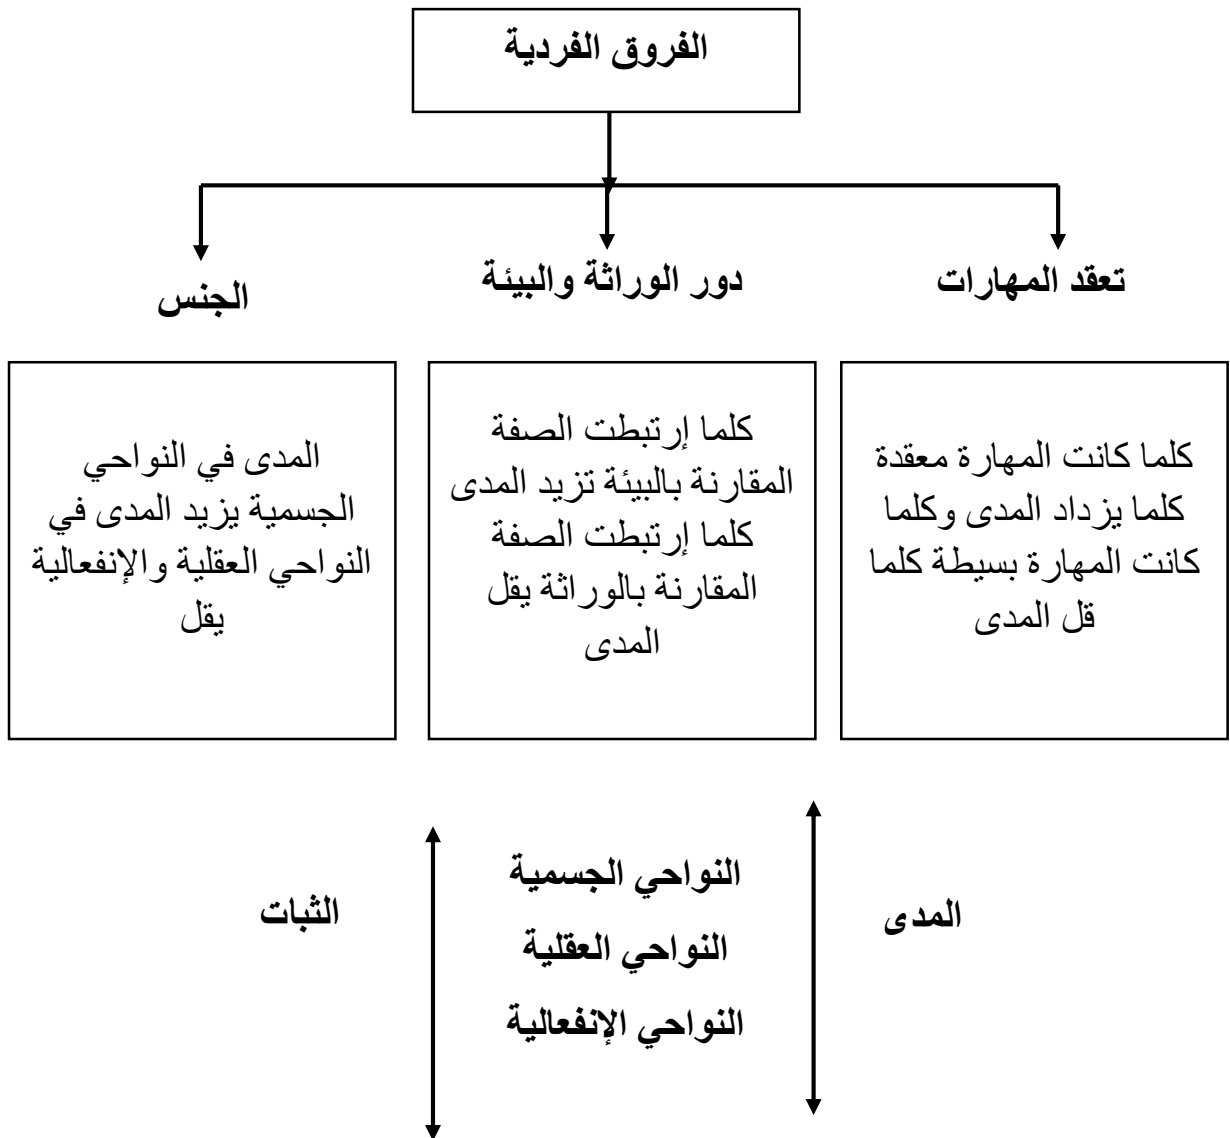 الفروق الفردية
تعقد المهارات
دور الوراثة والبيئة
الجنس
كلما كانت المهارة معقدة
كلما يزداد المدى وكلما
كانت المهارة بسيطة كلما
قل المدى
كلما إرتبطت الصفة
المقارنة بالبيئة تزيد المدى
كلما إرتبطت الصفة
المقارنة بالوراثة يقل
المدى
المدى في النواحي
الجسمية يزيد المدى في
النواحي العقلية والإنفعالية
يقل
المدى
النواحي الجسمية
النواحي العقلية
النواحي الإنفعالية
الثبات